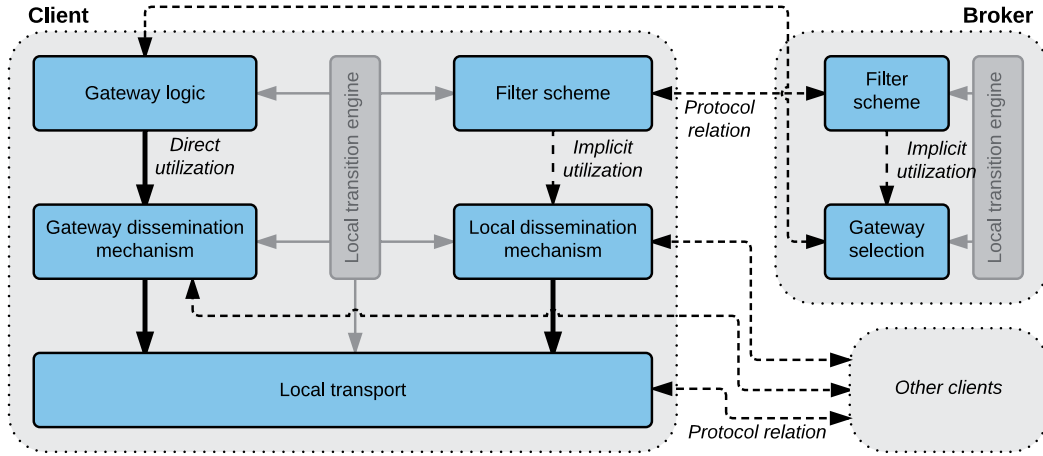 Client
Broker
Gateway logic
Local transition engine
Filter scheme
Protocol
relation
Filter
scheme
Local transition engine
Direct
utilization
Implicit
utilization
Implicit
utilization
Gateway dissemination
mechanism
Local dissemination
mechanism
Gateway
selection
Local transport
Other clients
Protocol relation